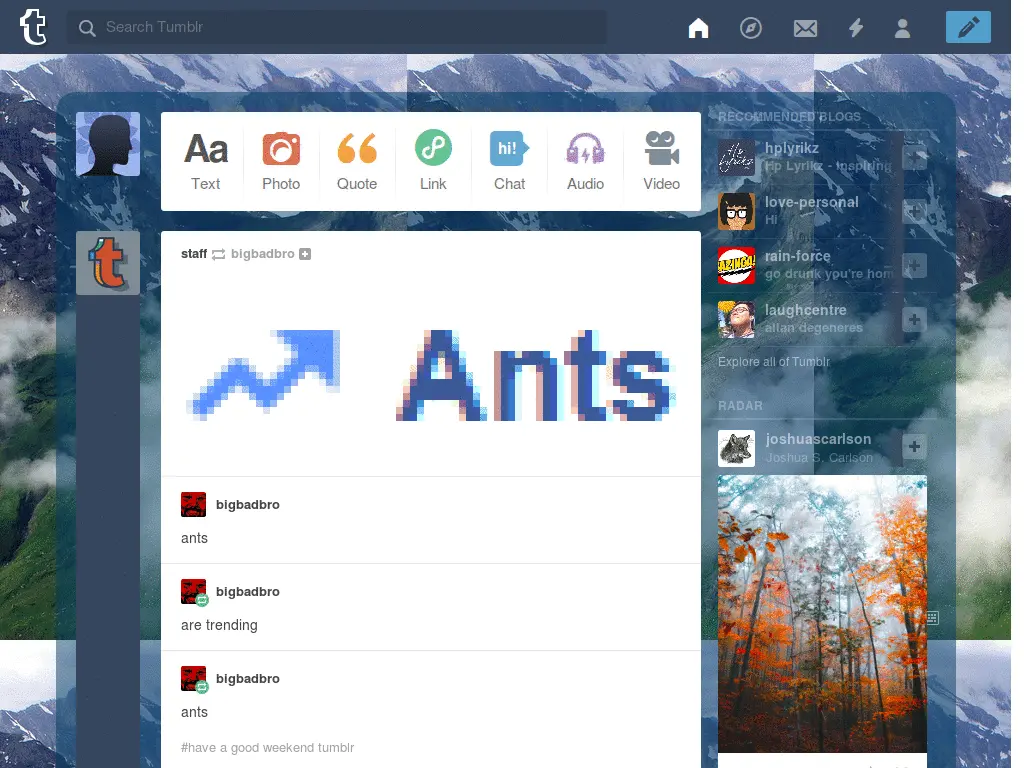 Search Tumblr
Aa
hi!
Text Photo Quote Link Chat Audio Video
staff bigbadbro
Ants
bigbadbro
ants
bigbadbro
are trending
bigbadbro
ants
#have a good weekend tumblr
RECOMMENDED BLOGS
hplyrikz
Hp Lyrikz - Inspiring
love-personal
Hi
rain-force
go drunk you're hom
laughcentre
ellan degeneres
Explore all of Tumblr
RADAR
joshuascarlson
Joshua S. Carlson